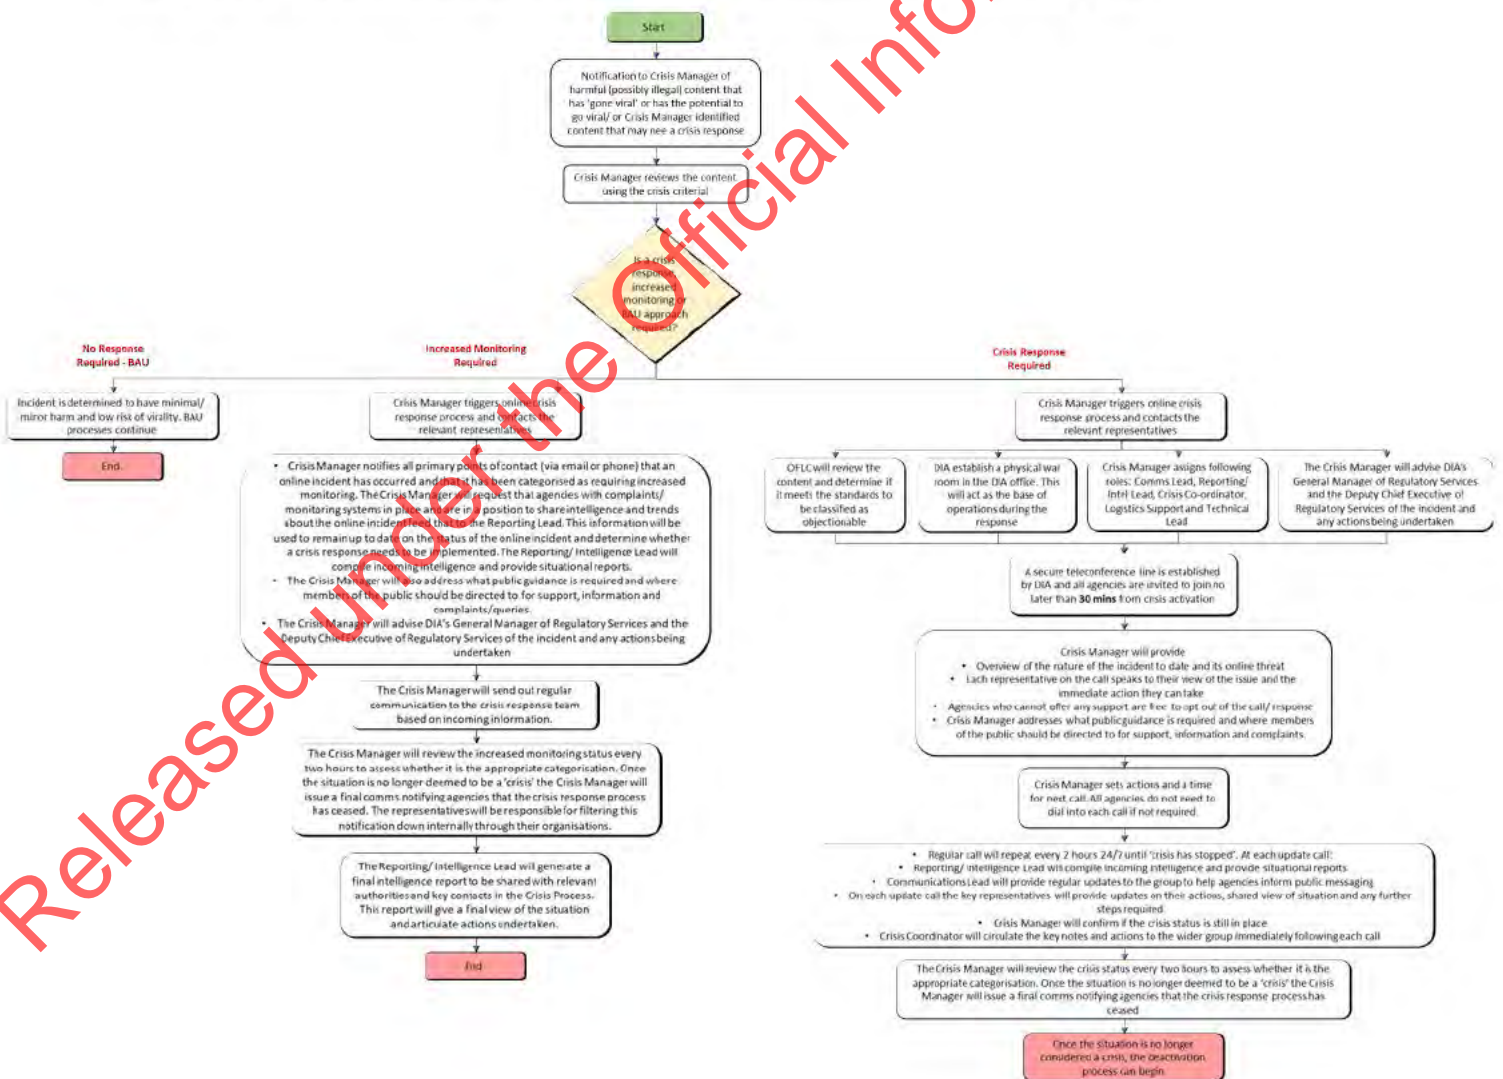 Start
Notification to Crisis Manager of
harmful (possibly illegal) content that
has 'gone viral' or has the potential to
go viral/ or Crisis Manager identified
content that may nee a crisis response
Crisis Manager reviews the content
using the crisis criterial
Is a crisis
response,
increased
monitoring or
BAU approach
required?
No Response
Required - BAU
Incident is determined to have minimal/
minor harm and low risk of virality. BAU
processes continue
End.
Increased Monitoring
Required
Crisis Manager triggers online crisis
response process and contacts the
relevant representatives
• Crisis Manager notifies all primary points of contact (via email or phone) that an
online incident has occurred and that it has been categorised as requiring increased
monitoring. The Crisis Manager will request that agencies with complaints/
monitoring systems in place and are in a position to share intelligence and trends
about the online incident feed that to the Reporting Lead. This information will be
used to remain up to date on the status of the online incident and determine whether
a crisis response needs to be implemented. The Reporting/ Intelligence Lead will
compile incoming intelligence and provide situational reports.
• The Crisis Manager will also address what public guidance is required and where
members of the public should be directed to for support, information and
complaints/queries.
• The Crisis Manager will advise DIA's General Manager of Regulatory Services and the
Deputy Chief Executive of Regulatory Services of the incident and any actions being
undertaken
The Crisis Manager will send out regular
communication to the crisis response team
based on incoming information.
The Crisis Manager will review the increased monitoring status every
two hours to assess whether it is the appropriate categorisation. Once
the situation is no longer deemed to be a 'crisis' the Crisis Manager will
issue a final comms notifying agencies that the crisis response process
has ceased. The representatives will be responsible for filtering this
notification down internally through their organisations.
The Reporting/ Intelligence Lead will generate a
final intelligence report to be shared with relevant
authorities and key contacts in the Crisis Process.
This report will give a final view of the situation
and articulate actions undertaken.
End
Crisis Response
Required
Crisis Manager triggers online crisis
response process and contacts the
relevant representatives
OFLC will review the
content and determine if
it meets the standards to
be classified as
objectionable
DIA establish a physical war
room in the DIA office. This
will act as the base of
operations during the
response
Crisis Manager assigns following
roles: Comms Lead, Reporting/
Intel Lead, Crisis Co-ordinator,
Logistics Support and Technical
Lead
The Crisis Manager will advise DIA's
General Manager of Regulatory Services
and the Deputy Chief Executive of
Regulatory Services of the incident and
any actions being undertaken
A secure teleconference line is established
by DIA and all agencies are invited to join no
later than 30 mins from crisis activation
Crisis Manager will provide
• Overview of the nature of the incident to date and its online threat
• Each representative on the call speaks to their view of the issue and the
immediate action they can take
• Agencies who cannot offer any support are free to opt out of the call/ response
• Crisis Manager addresses what public guidance is required and where members
of the public should be directed to for support, information and complaints.
Crisis Manager sets actions and a time
for next call. All agencies do not need to
dial into each call if not required.
• Regular call will repeat every 2 hours 24/7 until 'crisis has stopped'. At each update call:
• Reporting/ Intelligence Lead will compile incoming intelligence and provide situational reports
• Communications Lead will provide regular updates to the group to help agencies inform public messaging
• On each update call the key representatives will provide updates on their actions, shared view of situation and any further
steps required.
• Crisis Manager will confirm if the crisis status is still in place
• Crisis Coordinator will circulate the key notes and actions to the wider group immediately following each call
The Crisis Manager will review the crisis status every two hours to assess whether it is the
appropriate categorisation. Once the situation is no longer deemed to be a 'crisis' the Crisis
Manager will issue a final comms notifying agencies that the crisis response process has
ceased
Once the situation is no longer
considered a crisis, the deactivation
process can begin
Released under the Official